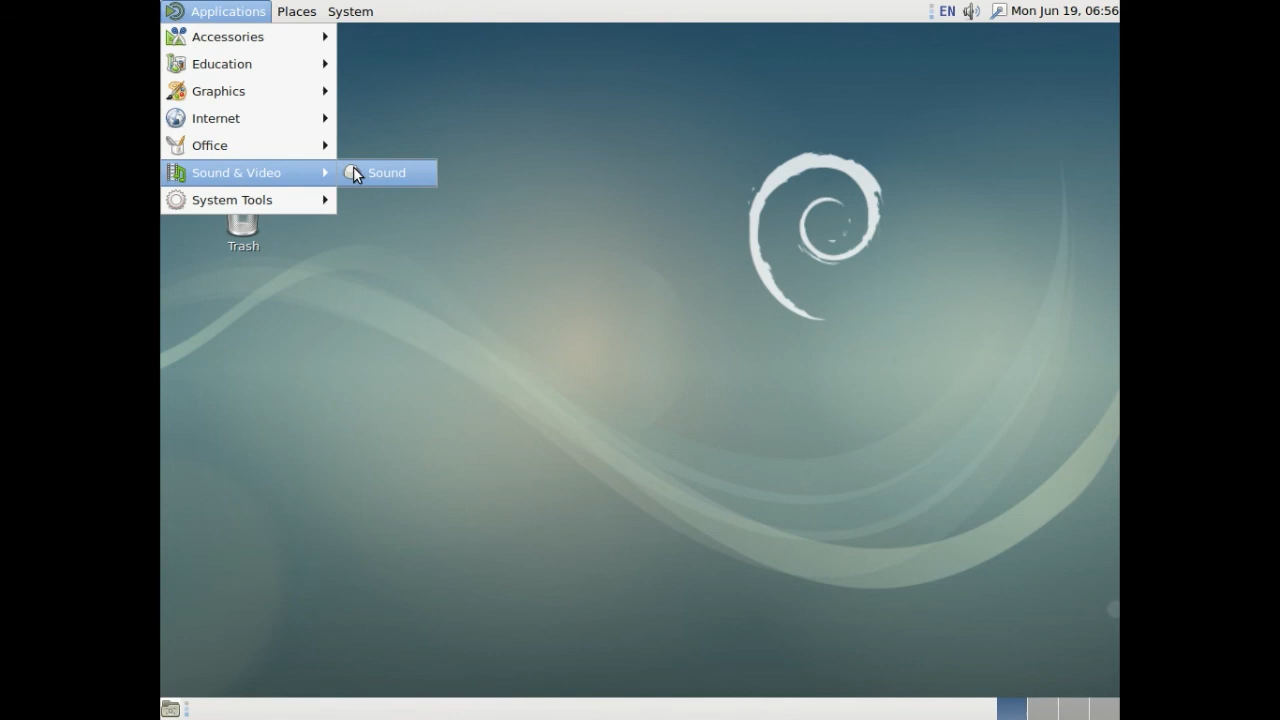 Applications Places System EN Mon Jun 19, 06:56
Accessories
Education
Graphics
Internet
Office
Sound & Video Sound
System Tools
Trash